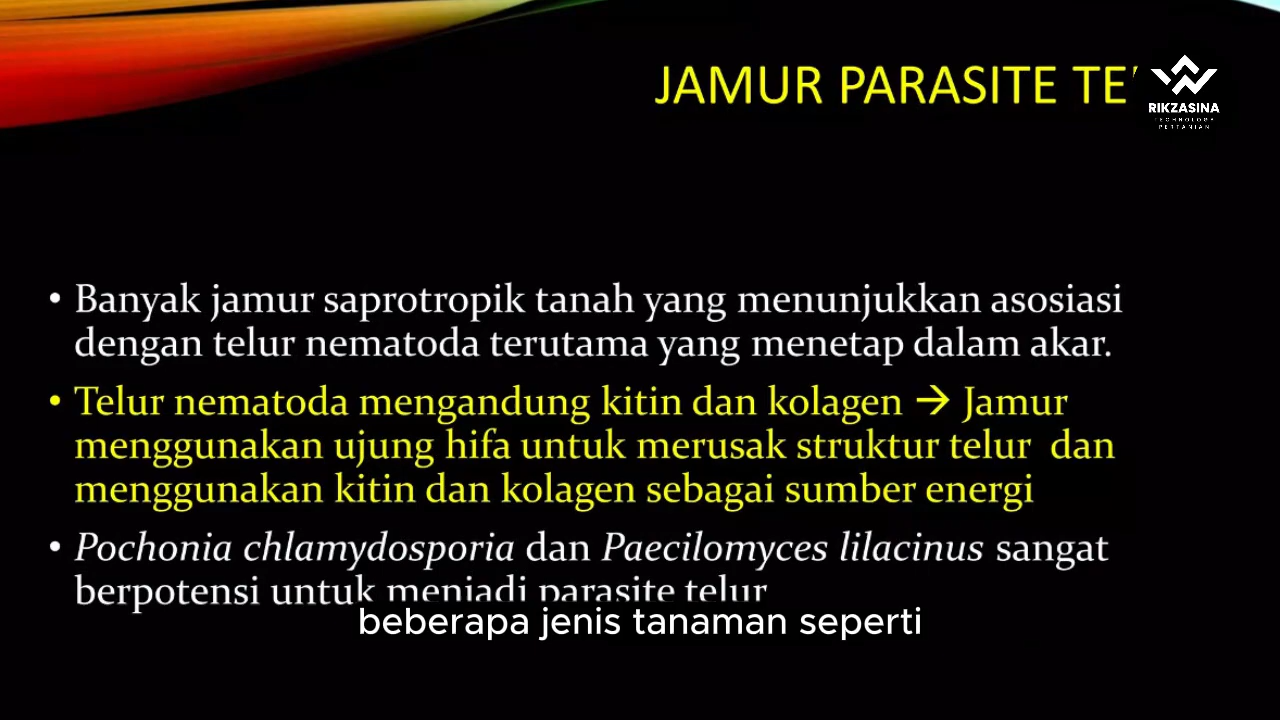 JAMUR PARASITE
RIKZASINA
TECHNOLOGY
PERTANIAN
• Banyak jamur saprotropik tanah yang menunjukkan asosiasi
dengan telur nematoda terutama yang menetap dalam akar.
• Telur nematoda mengandung kitin dan kolagen → Jamur
menggunakan ujung hifa untuk merusak struktur telur dan
menggunakan kitin dan kolagen sebagai sumber energi
• Pochonia chlamydosporia dan Paecilomyces lilacinus sangat
berpotensi untuk menjadi parasite telur
beberapa jenis tanaman seperti